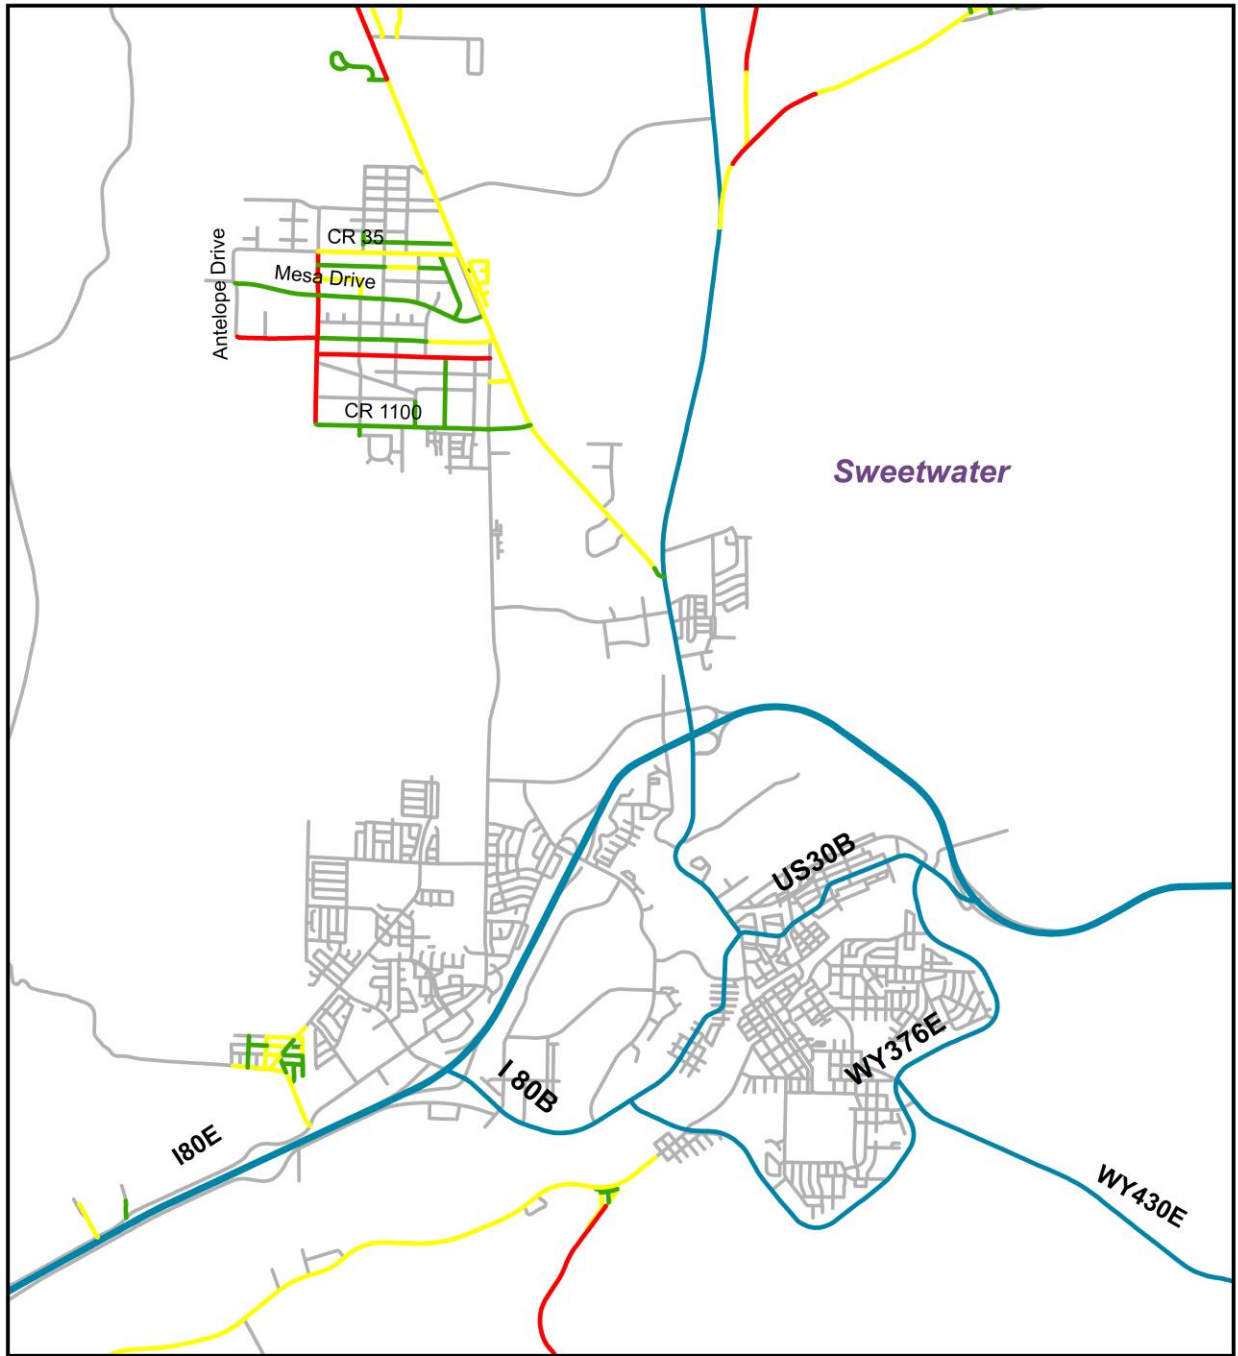 CR 35
Mesa Drive
Antelope Drive
CR 1100
Sweetwater
US30B
WY376E
I 80B
I80E
WY430E